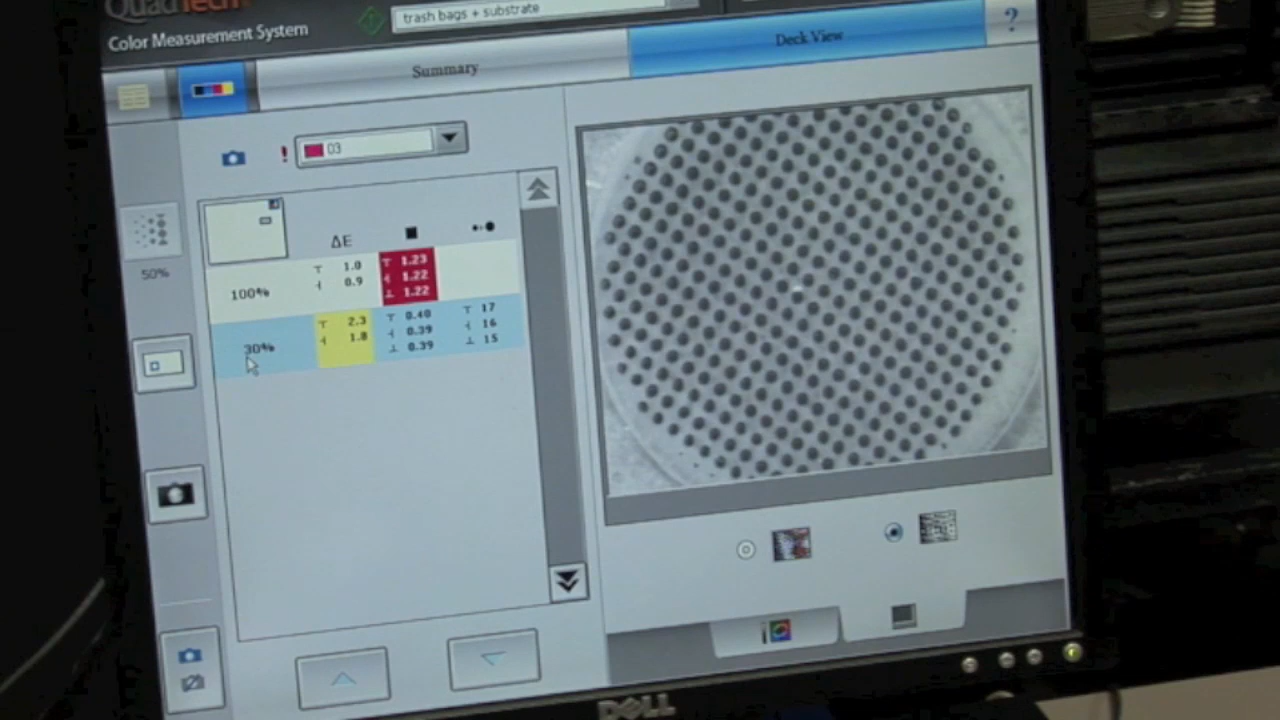 QuadTech
Color Measurement System
trash bags + substrate
?
Summary
Deck View
! 03
50%
ΔE
100%
1.0
0.9
1.23
1.22
1.22
30%
2.3
1.8
0.40
0.39
0.39
17
16
15
DELL